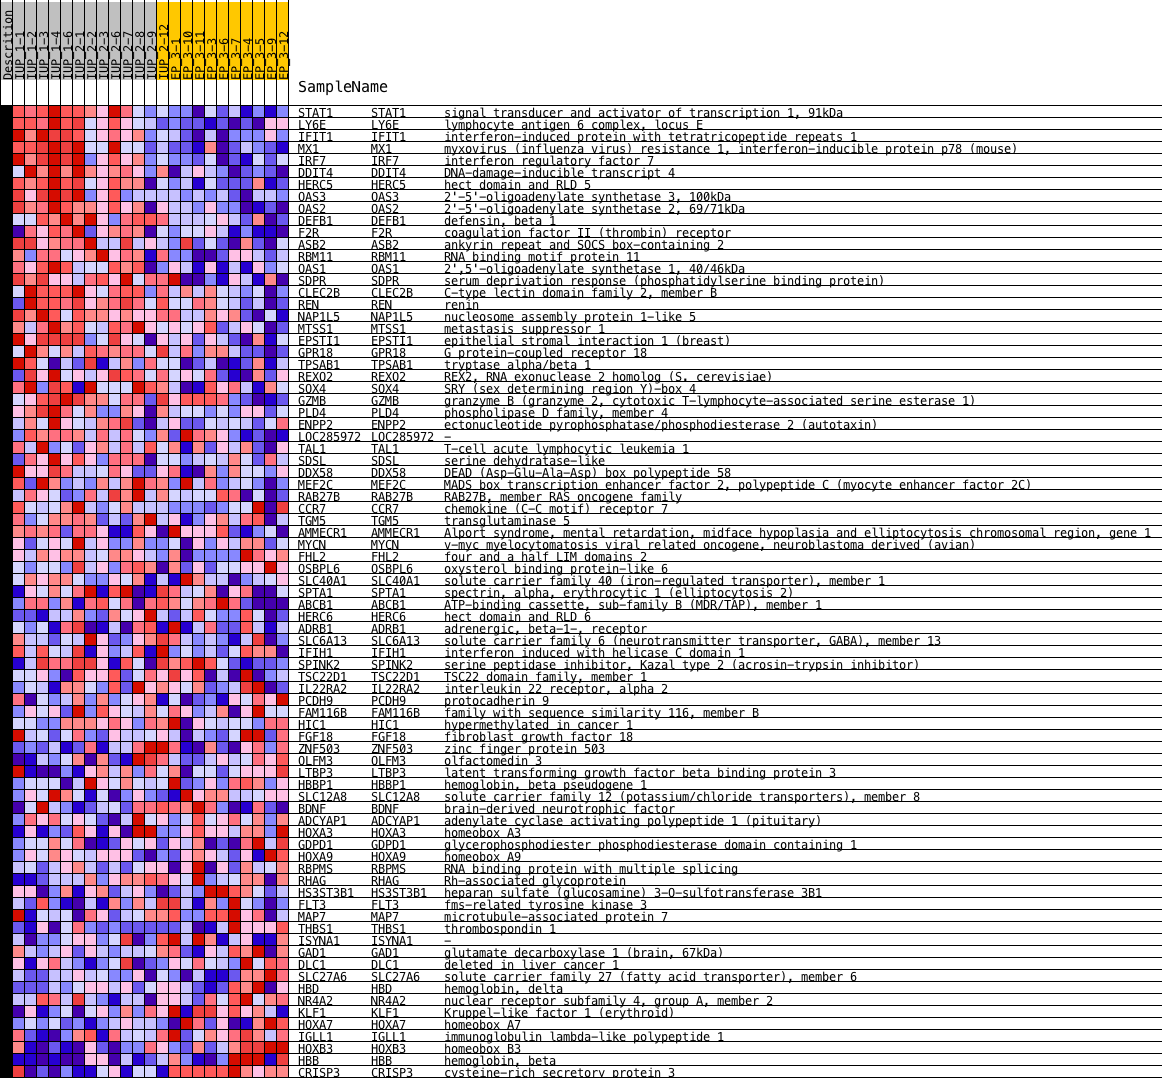 Descrition
IUP_1-1
IUP_1-2
IUP_1-3
IUP_1-4
IUP_1-6
IUP_2-1
IUP_2-2
IUP_2-3
IUP_2-6
IUP_2-7
IUP_2-8
IUP_2-9
IUP_2-12
EP_3-1
EP_3-10
EP_3-11
EP_3-3
EP_3-6
EP_3-7
EP_3-4
EP_3-5
EP_3-9
EP_3-12
SampleName
STAT1 STAT1 signal transducer and activator of transcription 1, 91kDa
LY6E LY6E lymphocyte antigen 6 complex, locus E
IFIT1 IFIT1 interferon-induced protein with tetratricopeptide repeats 1
MX1 MX1 myxovirus (influenza virus) resistance 1, interferon-inducible protein p78 (mouse)
IRF7 IRF7 interferon regulatory factor 7
DDIT4 DDIT4 DNA-damage-inducible transcript 4
HERC5 HERC5 hect domain and RLD 5
OAS3 OAS3 2'-5'-oligoadenylate synthetase 3, 100kDa
OAS2 OAS2 2'-5'-oligoadenylate synthetase 2, 69/71kDa
DEFB1 DEFB1 defensin, beta 1
F2R F2R coagulation factor II (thrombin) receptor
ASB2 ASB2 ankyrin repeat and SOCS box-containing 2
RBM11 RBM11 RNA binding motif protein 11
OAS1 OAS1 2',5'-oligoadenylate synthetase 1, 40/46kDa
SDPR SDPR serum deprivation response (phosphatidylserine binding protein)
CLEC2B CLEC2B C-type lectin domain family 2, member B
REN REN renin
NAP1L5 NAP1L5 nucleosome assembly protein 1-like 5
MTSS1 MTSS1 metastasis suppressor 1
EPSTI1 EPSTI1 epithelial stromal interaction 1 (breast)
GPR18 GPR18 G protein-coupled receptor 18
TPSAB1 TPSAB1 tryptase alpha/beta 1
REXO2 REXO2 REX2, RNA exonuclease 2 homolog (S. cerevisiae)
SOX4 SOX4 SRY (sex determining region Y)-box 4
GZMB GZMB granzyme B (granzyme 2, cytotoxic T-lymphocyte-associated serine esterase 1)
PLD4 PLD4 phospholipase D family, member 4
ENPP2 ENPP2 ectonucleotide pyrophosphatase/phosphodiesterase 2 (autotaxin)
LOC285972 LOC285972 -
TAL1 TAL1 T-cell acute lymphocytic leukemia 1
SDSL SDSL serine dehydratase-like
DDX58 DDX58 DEAD (Asp-Glu-Ala-Asp) box polypeptide 58
MEF2C MEF2C MADS box transcription enhancer factor 2, polypeptide C (myocyte enhancer factor 2C)
RAB27B RAB27B RAB27B, member RAS oncogene family
CCR7 CCR7 chemokine (C-C motif) receptor 7
TGM5 TGM5 transglutaminase 5
AMMECR1 AMMECR1 Alport syndrome, mental retardation, midface hypoplasia and elliptocytosis chromosomal region, gene 1
MYCN MYCN v-myc myelocytomatosis viral related oncogene, neuroblastoma derived (avian)
FHL2 FHL2 four and a half LIM domains 2
OSBPL6 OSBPL6 oxysterol binding protein-like 6
SLC40A1 SLC40A1 solute carrier family 40 (iron-regulated transporter), member 1
SPTA1 SPTA1 spectrin, alpha, erythrocytic 1 (elliptocytosis 2)
ABCB1 ABCB1 ATP-binding cassette, sub-family B (MDR/TAP), member 1
HERC6 HERC6 hect domain and RLD 6
ADRB1 ADRB1 adrenergic, beta-1-, receptor
SLC6A13 SLC6A13 solute carrier family 6 (neurotransmitter transporter, GABA), member 13
IFIH1 IFIH1 interferon induced with helicase C domain 1
SPINK2 SPINK2 serine peptidase inhibitor, Kazal type 2 (acrosin-trypsin inhibitor)
TSC22D1 TSC22D1 TSC22 domain family, member 1
IL22RA2 IL22RA2 interleukin 22 receptor, alpha 2
PCDH9 PCDH9 protocadherin 9
FAM116B FAM116B family with sequence similarity 116, member B
HIC1 HIC1 hypermethylated in cancer 1
FGF18 FGF18 fibroblast growth factor 18
ZNF503 ZNF503 zinc finger protein 503
OLFM3 OLFM3 olfactomedin 3
LTBP3 LTBP3 latent transforming growth factor beta binding protein 3
HBBP1 HBBP1 hemoglobin, beta pseudogene 1
SLC12A8 SLC12A8 solute carrier family 12 (potassium/chloride transporters), member 8
BDNF BDNF brain-derived neurotrophic factor
ADCYAP1 ADCYAP1 adenylate cyclase activating polypeptide 1 (pituitary)
HOXA3 HOXA3 homeobox A3
GDPD1 GDPD1 glycerophosphodiester phosphodiesterase domain containing 1
HOXA9 HOXA9 homeobox A9
RBPMS RBPMS RNA binding protein with multiple splicing
RHAG RHAG Rh-associated glycoprotein
HS3ST3B1 HS3ST3B1 heparan sulfate (glucosamine) 3-O-sulfotransferase 3B1
FLT3 FLT3 fms-related tyrosine kinase 3
MAP7 MAP7 microtubule-associated protein 7
THBS1 THBS1 thrombospondin 1
ISYNA1 ISYNA1 -
GAD1 GAD1 glutamate decarboxylase 1 (brain, 67kDa)
DLC1 DLC1 deleted in liver cancer 1
SLC27A6 SLC27A6 solute carrier family 27 (fatty acid transporter), member 6
HBD HBD hemoglobin, delta
NR4A2 NR4A2 nuclear receptor subfamily 4, group A, member 2
KLF1 KLF1 Kruppel-like factor 1 (erythroid)
HOXA7 HOXA7 homeobox A7
IGLL1 IGLL1 immunoglobulin lambda-like polypeptide 1
HOXB3 HOXB3 homeobox B3
HBB HBB hemoglobin, beta
CRISP3 CRISP3 cysteine-rich secretory protein 3